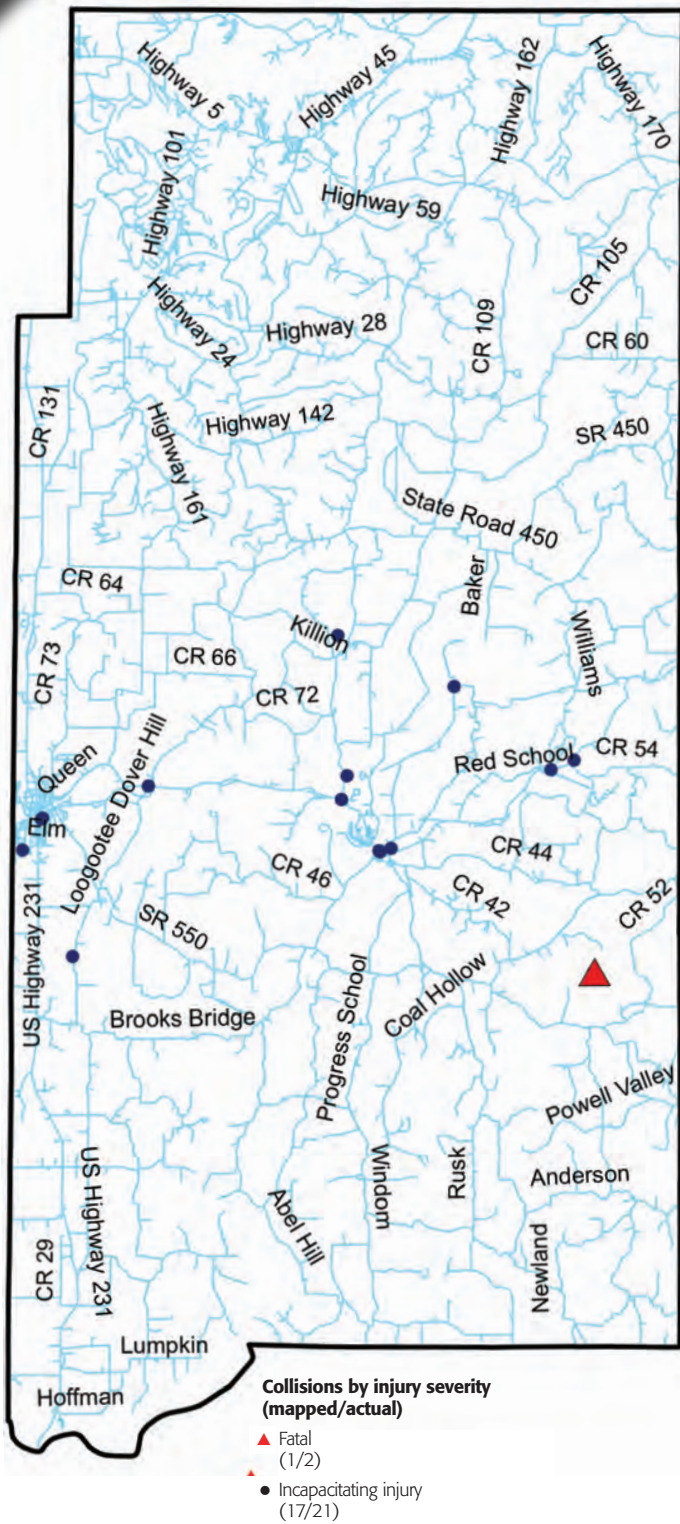 Highway 5
Highway 45
Highway 162
Highway 170
Highway 101
Highway 59
CR 105
Highway 24
Highway 28
CR 109
CR 60
CR 131
Highway 161
Highway 142
SR 450
State Road 450
CR 64
Baker
Killion
Williams
CR 73
CR 66
CR 72
Queen
Loogootee Dover Hill
Red School
CR 54
Elm
CR 46
CR 44
CR 42
CR 52
US Highway 231
SR 550
Progress School
Coal Hollow
Brooks Bridge
Powell Valley
US Highway 231
Windom
Rusk
Anderson
Abel Hill
CR 29
Newland
Lumpkin
Hoffman
Collisions by injury severity
(mapped/actual)
Fatal
(1/2)
Incapacitating injury
(17/21)